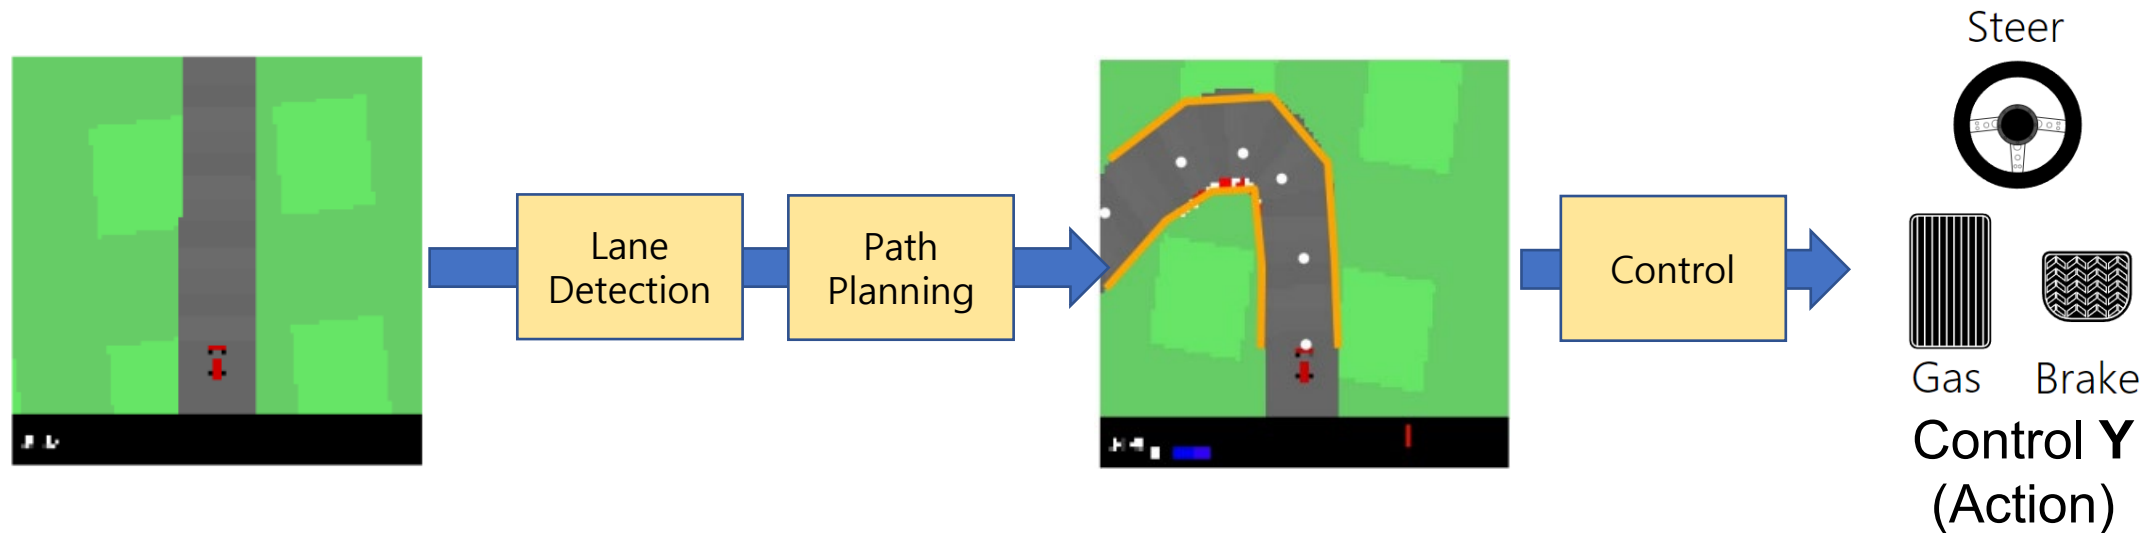 Lane
Detection
Path
Planning
Control
Steer
Gas
Brake
Control Y
(Action)